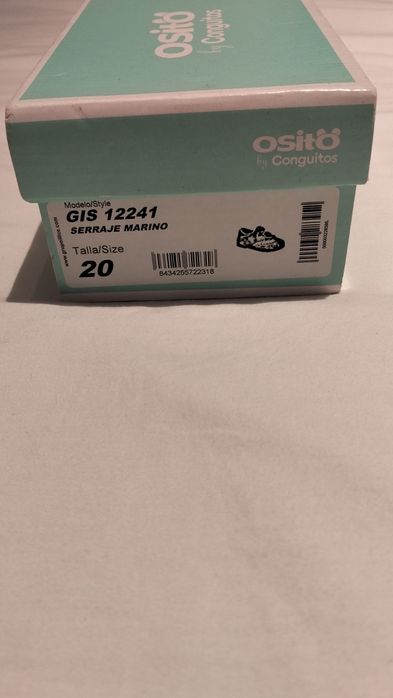 osito
by Conguitos
osito
by Conguitos
Modelo/Style
GIS 12241
SERRAJE MARINO
Talla/Size
20
8434255722318